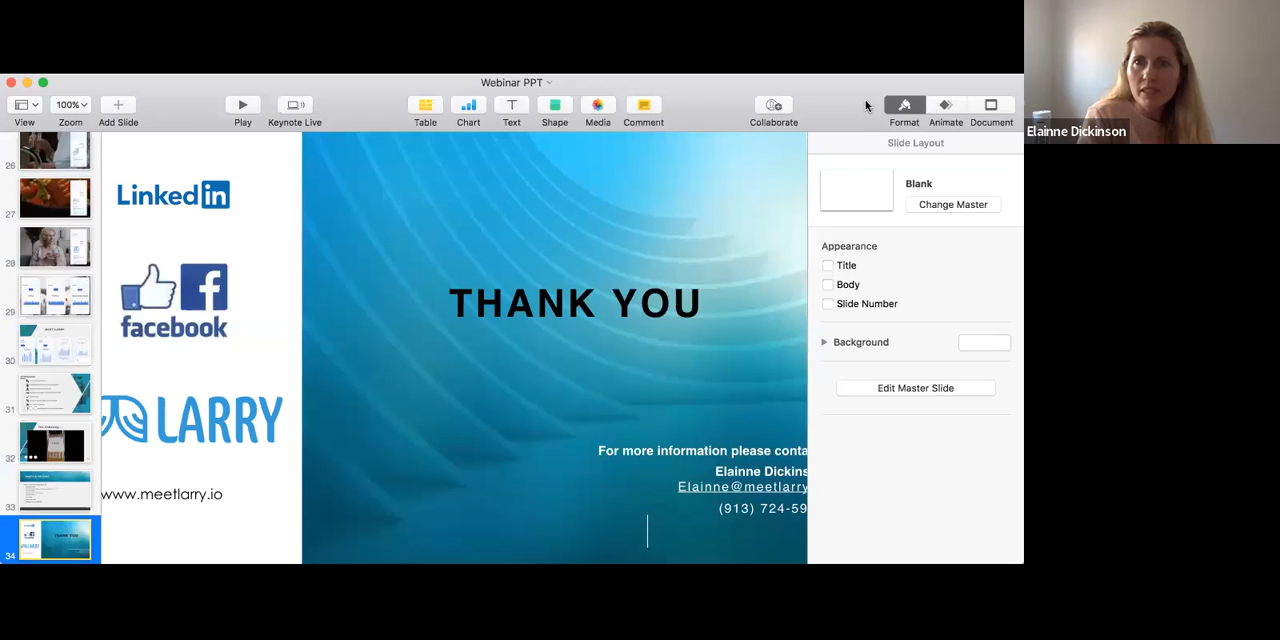 Webinar PPT
View
100%
Zoom
Add Slide
Play
Keynote Live
Table
Chart
Text
Shape
Media
Comment
Collaborate
Format
Animate
Document
Elainne Dickinson
26
27
28
29
30
31
32
33
34
Linked in
facebook
LARRY
www.meetlarry.io
THANK YOU
For more information please conta
Elainne Dickins
Elainne@meetlarry
(913) 724-59
Slide Layout
Blank
Change Master
Appearance
Title
Body
Slide Number
Background
Edit Master Slide